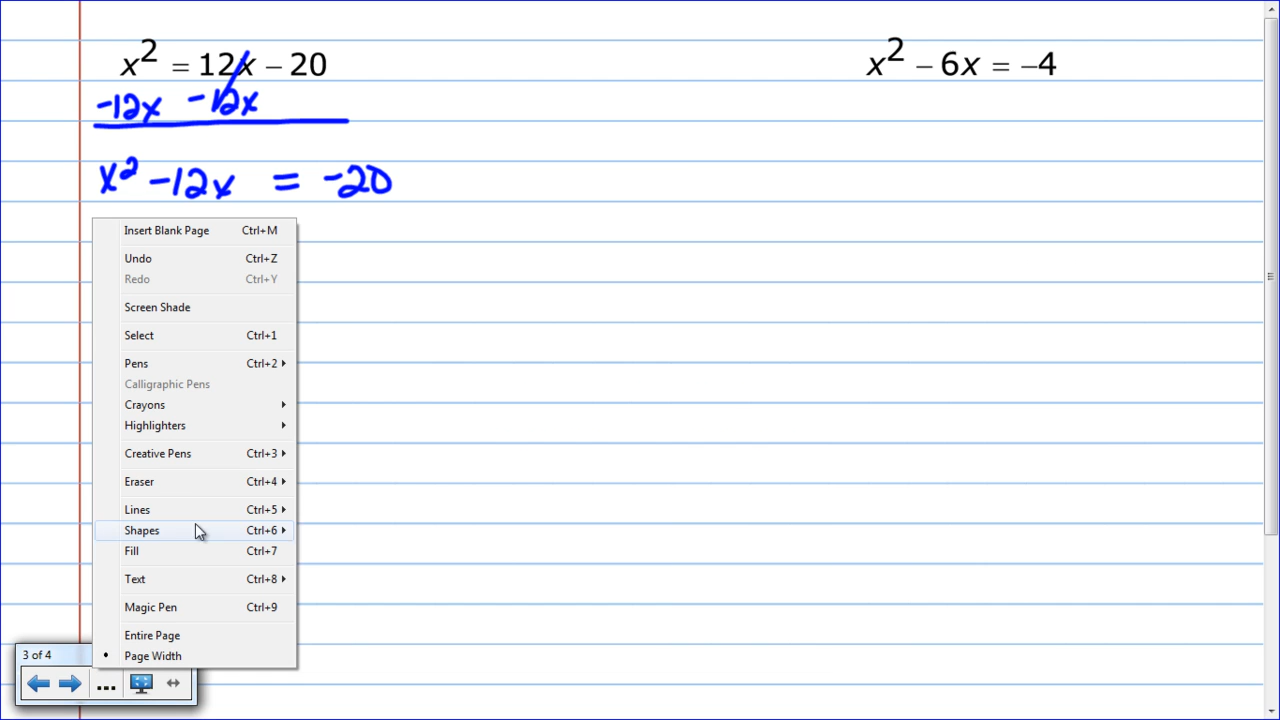 x² = 12x − 20
x² − 6x = −4
-12x -12x
x² -12x = -20
Insert Blank Page Ctrl+M
Undo Ctrl+Z
Redo Ctrl+Y
Screen Shade
Select Ctrl+1
Pens Ctrl+2
Calligraphic Pens
Crayons
Highlighters
Creative Pens Ctrl+3
Eraser Ctrl+4
Lines Ctrl+5
Shapes Ctrl+6
Fill Ctrl+7
Text Ctrl+8
Magic Pen Ctrl+9
Entire Page
Page Width
3 of 4
...